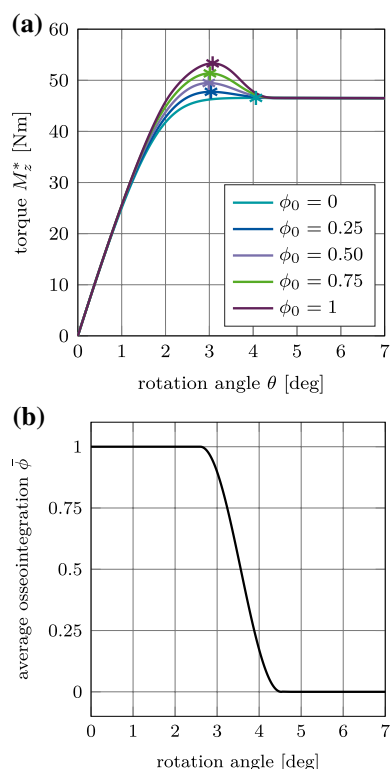 (a)
60
50
40
30
20
10
0
torque M*z [Nm]
ϕ0 = 0
ϕ0 = 0.25
ϕ0 = 0.50
ϕ0 = 0.75
ϕ0 = 1
0 1 2 3 4 5 6 7
rotation angle θ [deg]
(b)
1
0.75
0.5
0.25
0
average osseointegration ϕ̄
0 1 2 3 4 5 6 7
rotation angle [deg]